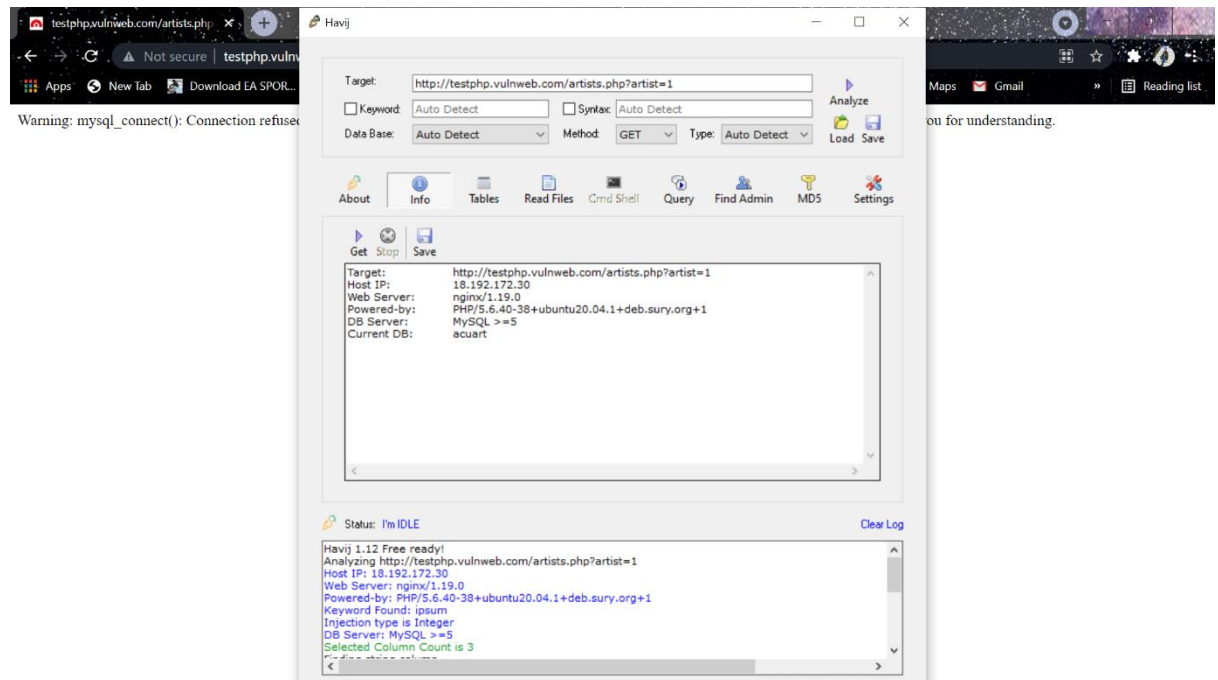 testphp.vulnweb.com/artists.php
Havij
Not secure | testphp.vuln
Apps New Tab Download EA SPOR...
Maps Gmail » Reading list
Warning: mysql_connect(): Connection refused
you for understanding.
Target: http://testphp.vulnweb.com/artists.php?artist=1
Analyze
Keyword: Auto Detect Syntax: Auto Detect
Data Base: Auto Detect Method: GET Type: Auto Detect
Load Save
About Info Tables Read Files Cmd Shell Query Find Admin MD5 Settings
Get Stop Save
Target: http://testphp.vulnweb.com/artists.php?artist=1
Host IP: 18.192.172.30
Web Server: nginx/1.19.0
Powered-by: PHP/5.6.40-38+ubuntu20.04.1+deb.sury.org+1
DB Server: MySQL >=5
Current DB: acuart
Status: I'm IDLE
Clear Log
Havij 1.12 Free ready!
Analyzing http://testphp.vulnweb.com/artists.php?artist=1
Host IP: 18.192.172.30
Web Server: nginx/1.19.0
Powered-by: PHP/5.6.40-38+ubuntu20.04.1+deb.sury.org+1
Keyword Found: ipsum
Injection type is Integer
DB Server: MySQL >=5
Selected Column Count is 3